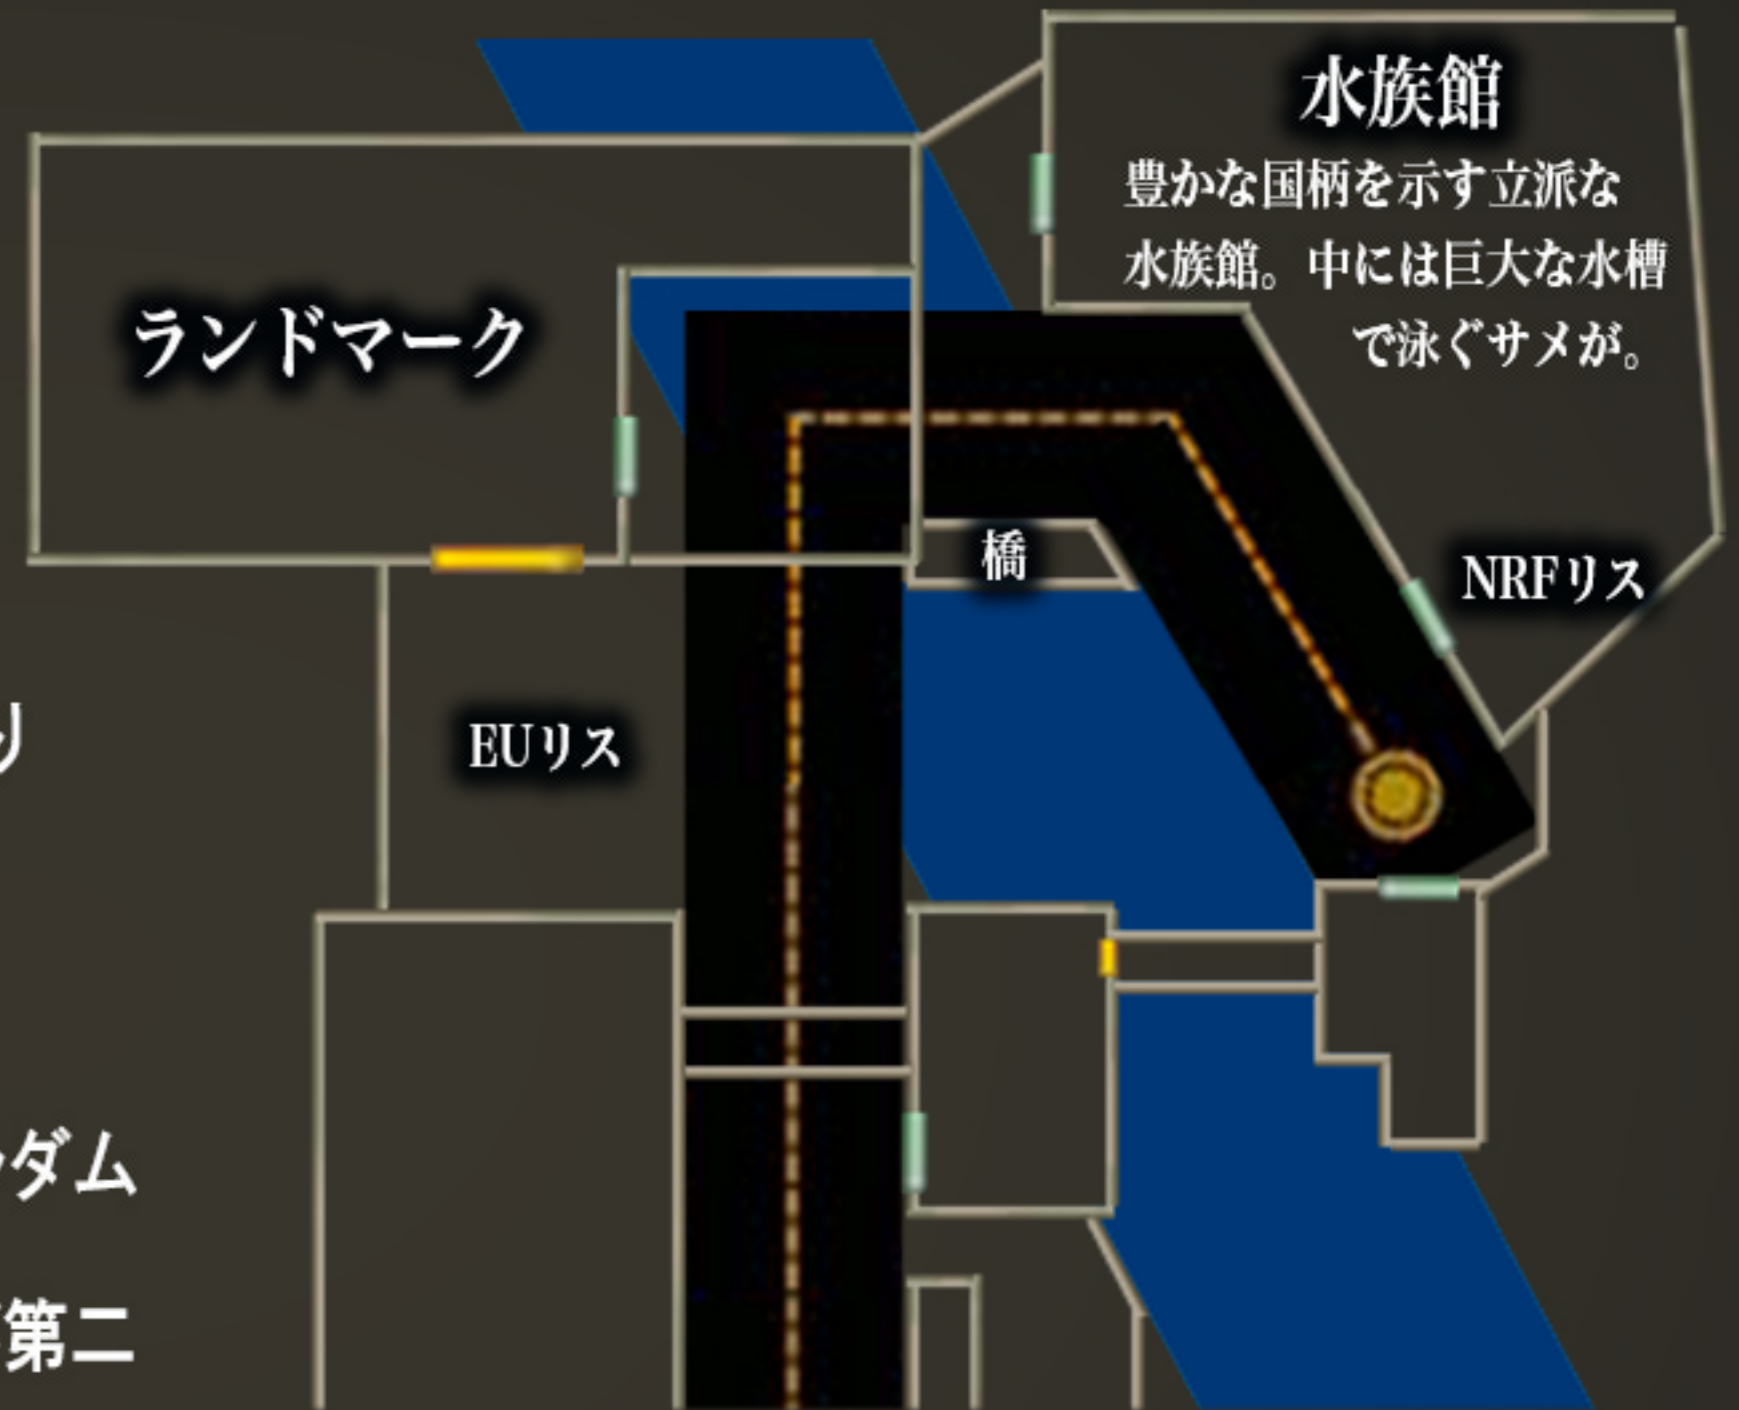 水族館
豊かな国柄を示す立派な
水族館。中には巨大な水槽
で泳ぐサメが。
ランドマーク
橋
NRFリス
EUリス
り
ダム
第二